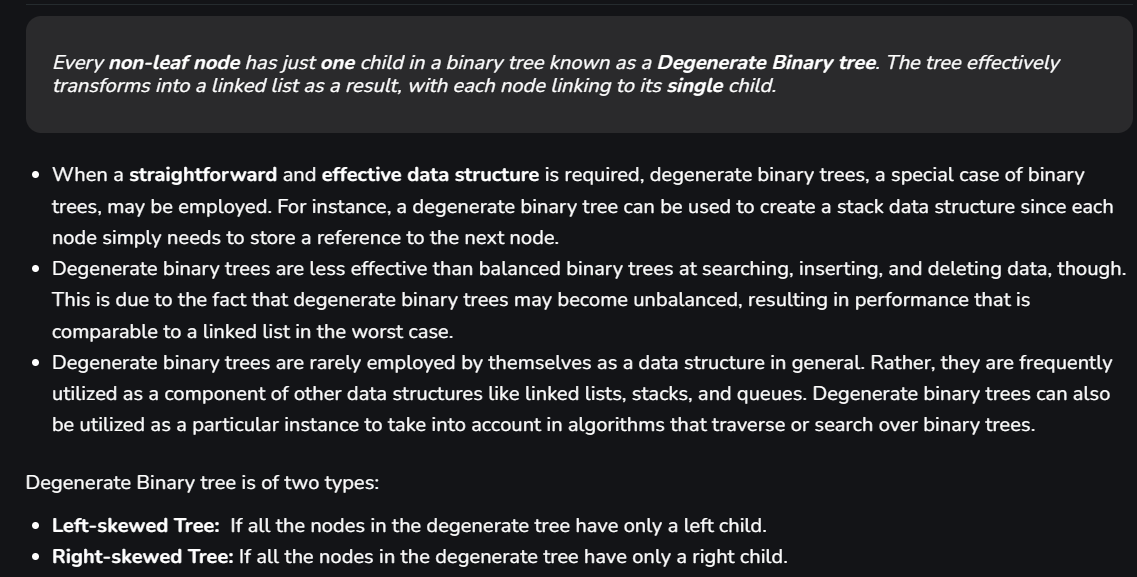 Every non-leaf node has just one child in a binary tree known as a Degenerate Binary tree. The tree effectively
transforms into a linked list as a result, with each node linking to its single child.
• When a straightforward and effective data structure is required, degenerate binary trees, a special case of binary
trees, may be employed. For instance, a degenerate binary tree can be used to create a stack data structure since each
node simply needs to store a reference to the next node.
• Degenerate binary trees are less effective than balanced binary trees at searching, inserting, and deleting data, though.
This is due to the fact that degenerate binary trees may become unbalanced, resulting in performance that is
comparable to a linked list in the worst case.
• Degenerate binary trees are rarely employed by themselves as a data structure in general. Rather, they are frequently
utilized as a component of other data structures like linked lists, stacks, and queues. Degenerate binary trees can also
be utilized as a particular instance to take into account in algorithms that traverse or search over binary trees.
Degenerate Binary tree is of two types:
• Left-skewed Tree: If all the nodes in the degenerate tree have only a left child.
• Right-skewed Tree: If all the nodes in the degenerate tree have only a right child.